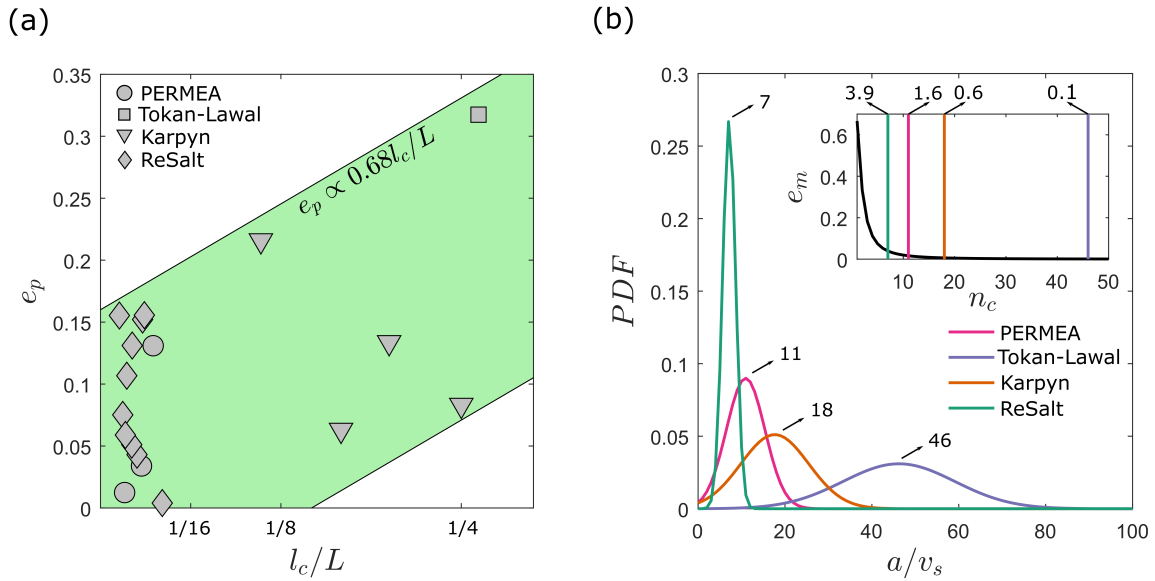 (a)
0.35
0.3
0.25
0.2
0.15
0.1
0.05
0
e_p
PERMEA
Tokan-Lawal
Karpyn
ReSalt
e_p ∝ 0.68l_c/L
1/16
1/8
1/4
l_c/L
(b)
0.3
0.25
0.2
0.15
0.1
0.05
0
PDF
7
11
18
46
3.9
1.6
0.6
0.1
0.6
0.4
0.2
0
e_m
10
20
30
40
50
n_c
PERMEA
Tokan-Lawal
Karpyn
ReSalt
0
20
40
60
80
100
a/v_s